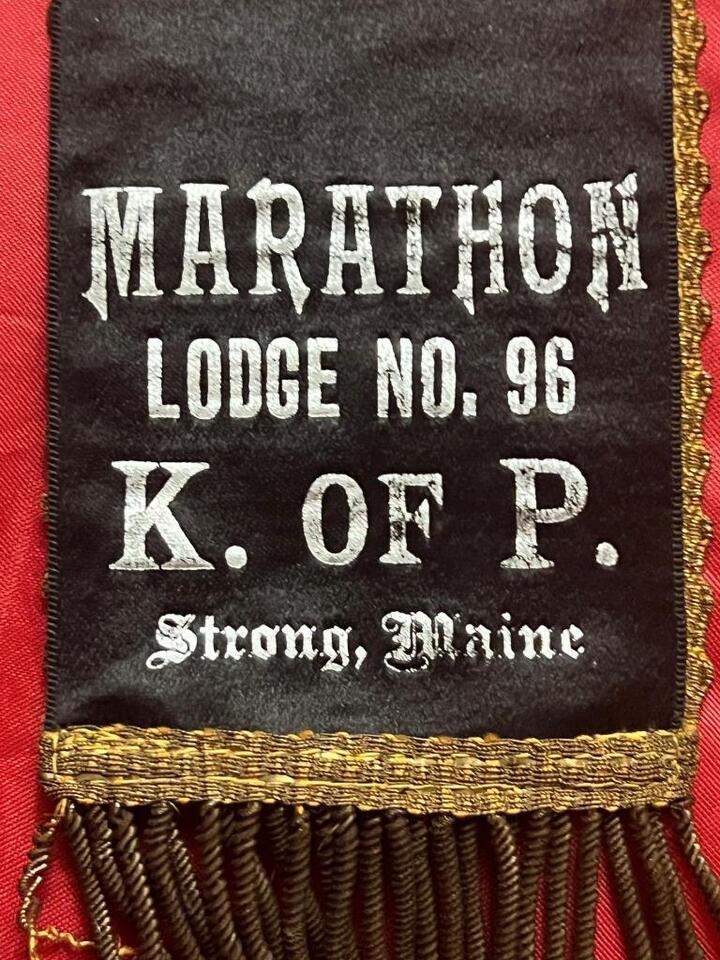 MARATHON
LODGE NO. 96
K. OF P.
Strong, Maine